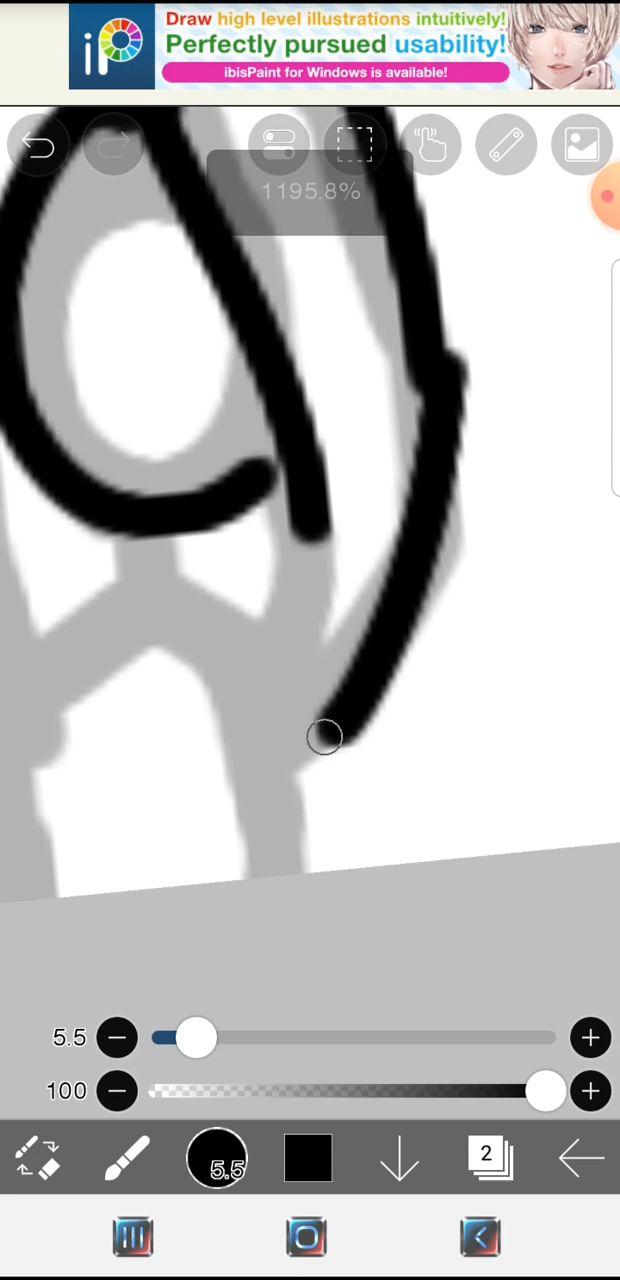 iP
Draw high level illustrations intuitively!
Perfectly pursued usability!
ibisPaint for Windows is available!
1195.8%
5.5
100
5.5
2